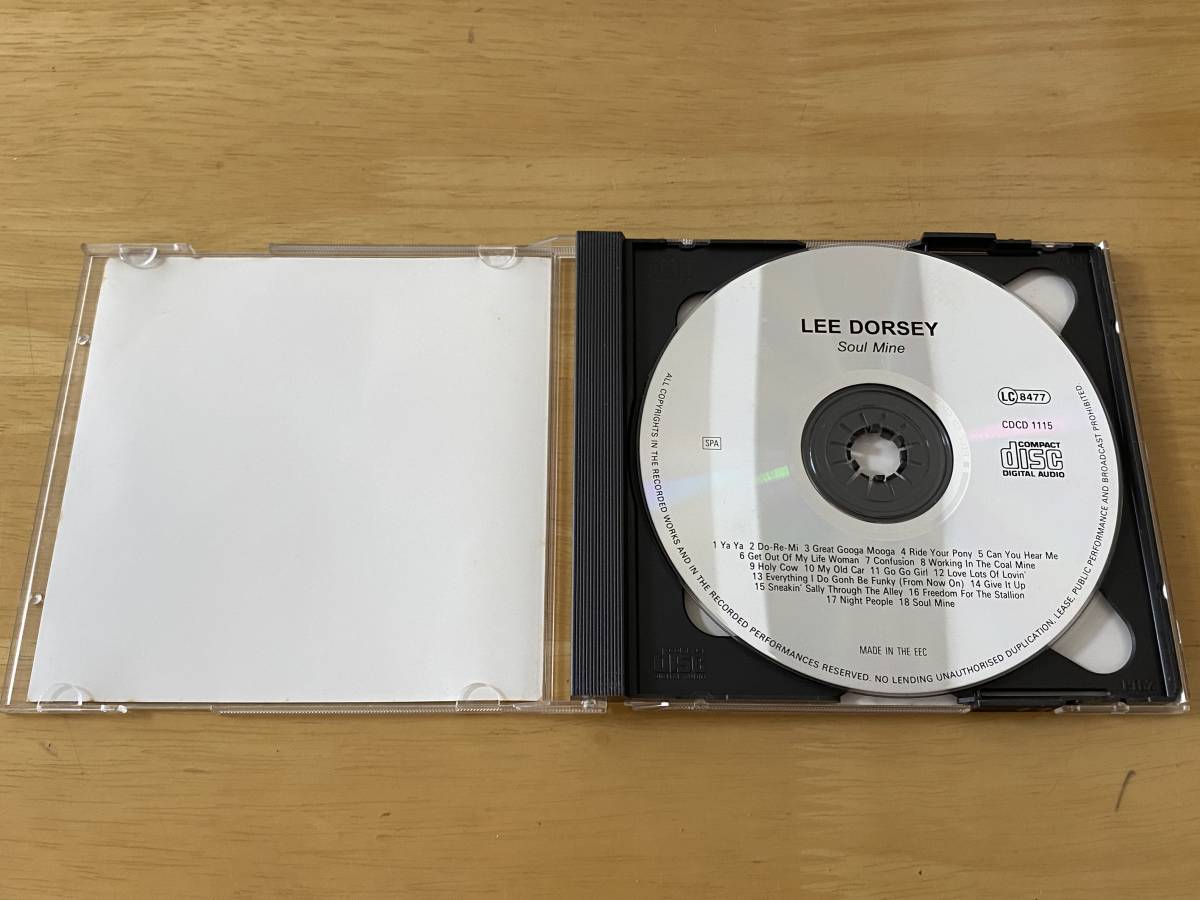 LEE DORSEY
Soul Mine
LC 8477
CDCD 1115
SPA
COMPACT
disc
DIGITAL AUDIO
1 Ya Ya 2 Do-Re-Mi 3 Great Googa Mooga 4 Ride Your Pony 5 Can You Hear Me
6 Get Out Of My Life Woman 7 Confusion 8 Working In The Coal Mine
9 Holy Cow 10 My Old Car 11 Go Go Girl 12 Love Lots Of Lovin'
13 Everything I Do Gonh Be Funky (From Now On) 14 Give It Up
15 Sneakin' Sally Through The Alley 16 Freedom For The Stallion
17 Night People 18 Soul Mine
MADE IN THE EEC
ALL COPYRIGHTS IN THE RECORDED WORKS AND IN THE RECORDED PERFORMANCES RESERVED. NO LENDING UNAUTHORISED DUPLICATION, LEASE, PUBLIC PERFORMANCE AND BROADCAST PROHIBITED
disc